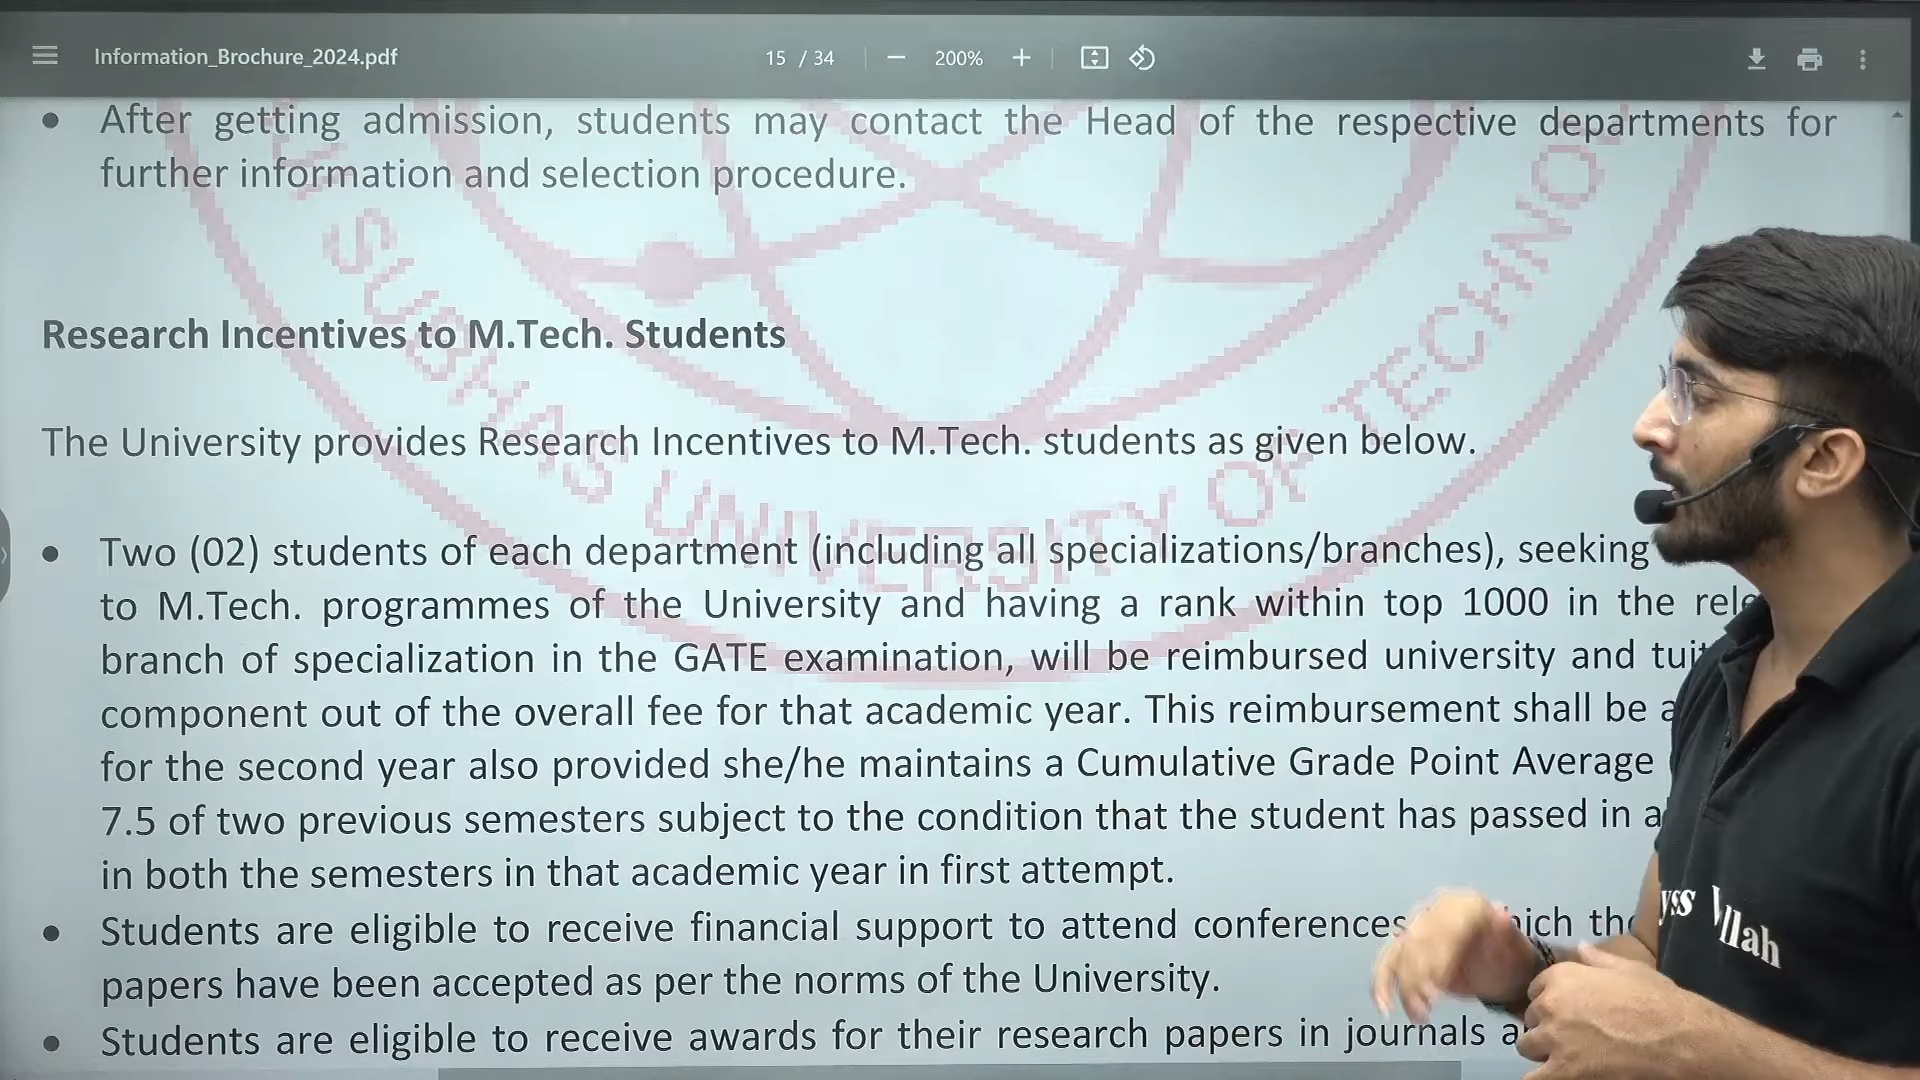 Information_Brochure_2024.pdf
15 / 34
200%
After getting admission, students may contact the Head of the respective departments for
further information and selection procedure.
Research Incentives to M.Tech. Students
The University provides Research Incentives to M.Tech. students as given below.
Two (02) students of each department (including all specializations/branches), seeking
to M.Tech. programmes of the University and having a rank within top 1000 in the
branch of specialization in the GATE examination, will be reimbursed university and
component out of the overall fee for that academic year. This reimbursement shall be
for the second year also provided she/he maintains a Cumulative Grade Point Average
7.5 of two previous semesters subject to the condition that the student has passed in
in both the semesters in that academic year in first attempt.
Students are eligible to receive financial support to attend conferences
papers have been accepted as per the norms of the University.
Students are eligible to receive awards for their research papers in journals
SUBHAS UNIVERSITY OF